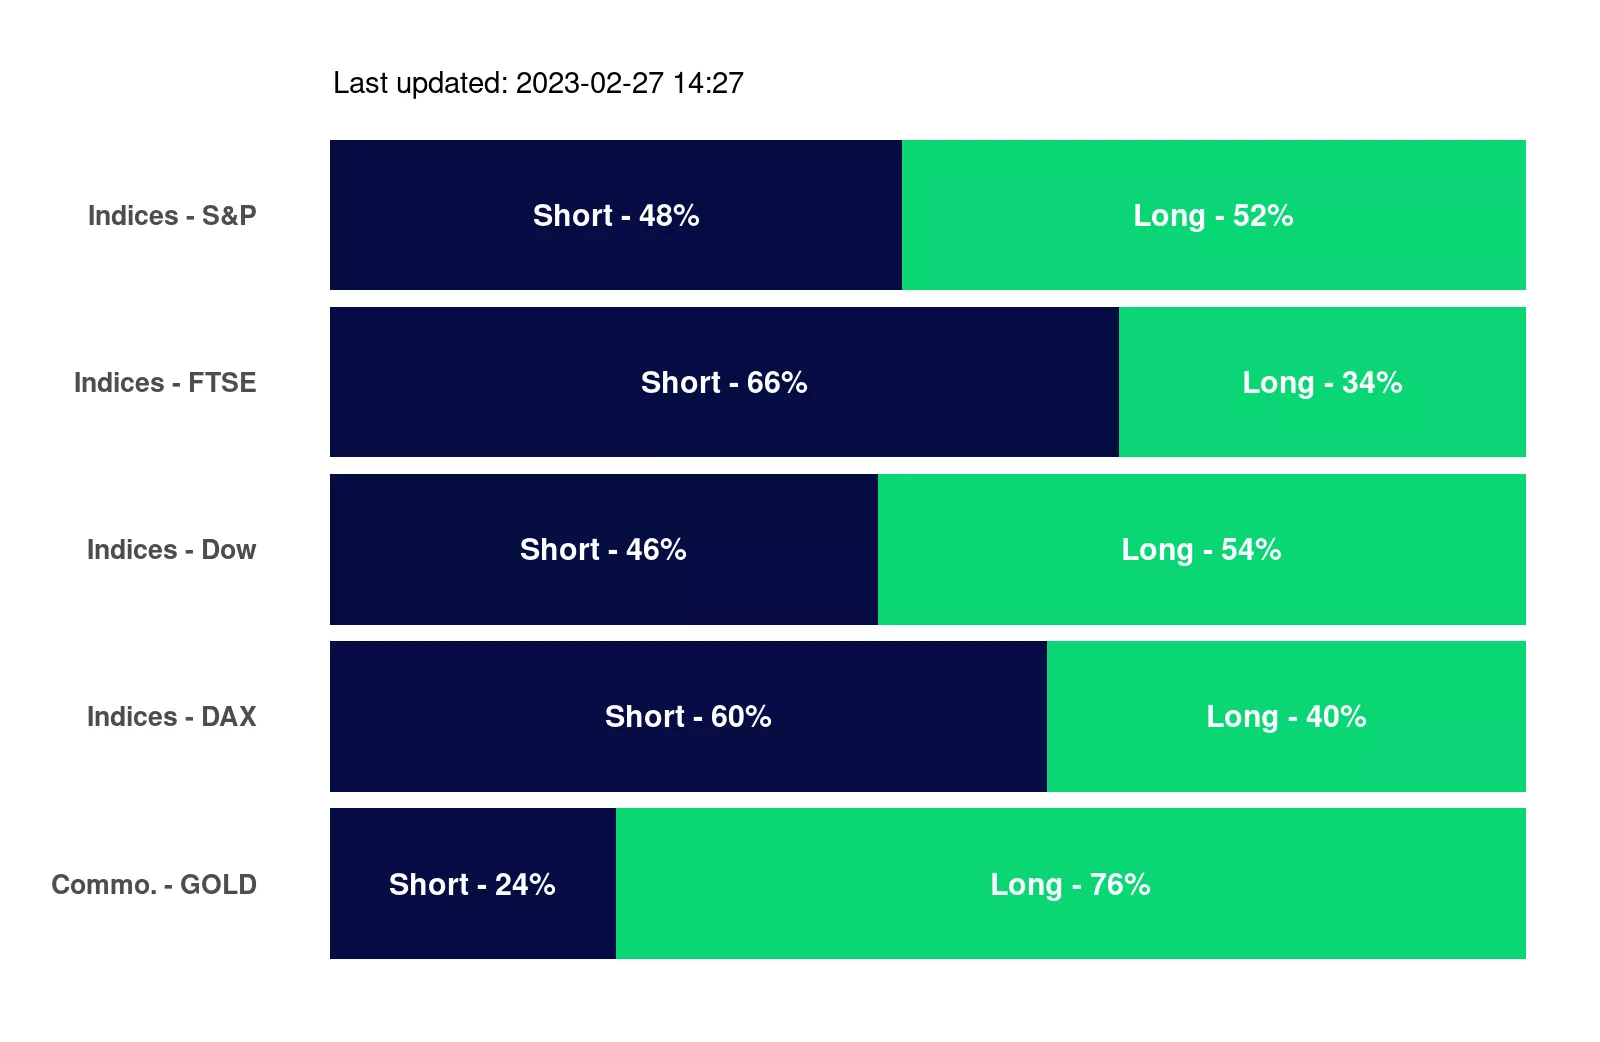 Last updated: 2023-02-27 14:27
Indices - S&P Short - 48% Long - 52%
Indices - FTSE Short - 66% Long - 34%
Indices - Dow Short - 46% Long - 54%
Indices - DAX Short - 60% Long - 40%
Commo. - GOLD Short - 24% Long - 76%